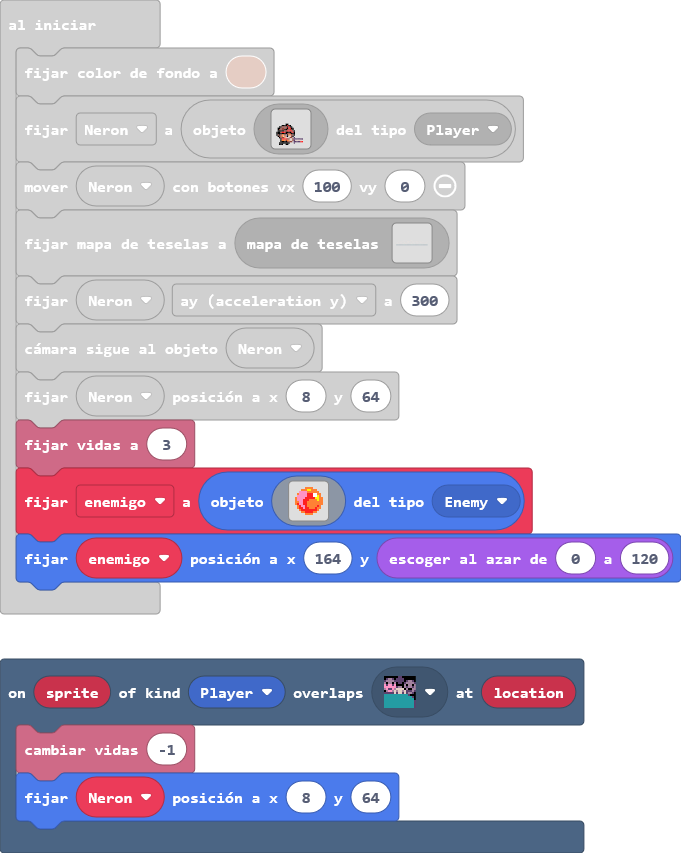 al iniciar
fijar color de fondo a
fijar Neron a objeto del tipo Player
mover Neron con botones vx 100 vy 0
fijar mapa de teselas a mapa de teselas
fijar Neron ay (acceleration y) a 300
cámara sigue al objeto Neron
fijar Neron posición a x 8 y 64
fijar vidas a 3
fijar enemigo a objeto del tipo Enemy
fijar enemigo posición a x 164 y escoger al azar de 0 a 120
on sprite of kind Player overlaps at location
cambiar vidas -1
fijar Neron posición a x 8 y 64